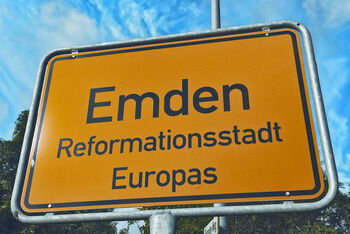 Emden
Reformationsstadt
Europas